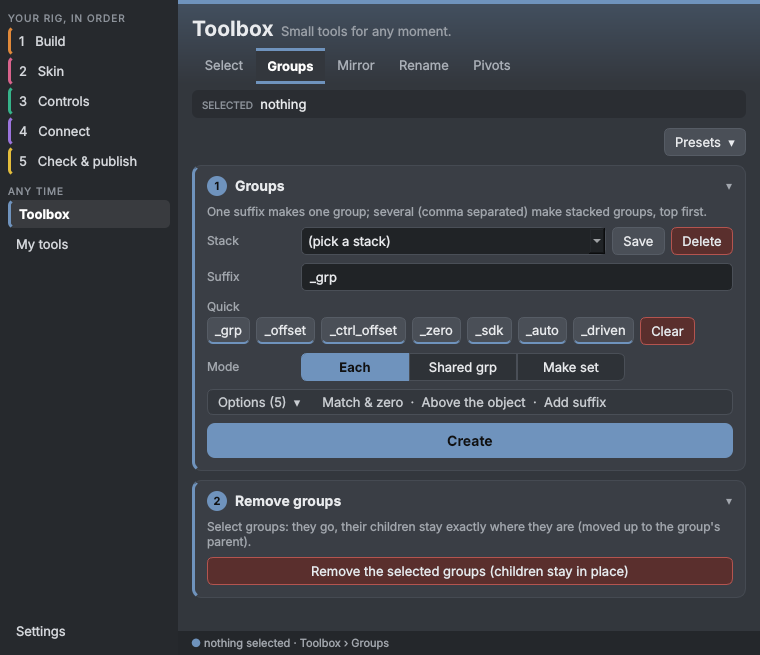 YOUR RIG, IN ORDER
1 Build
2 Skin
3 Controls
4 Connect
5 Check & publish
ANY TIME
Toolbox
My tools
Settings
Toolbox Small tools for any moment.
Select Groups Mirror Rename Pivots
SELECTED nothing
Presets ▾
1 Groups ▾
One suffix makes one group; several (comma separated) make stacked groups, top first.
Stack (pick a stack) Save Delete
Suffix _grp
Quick
_grp _offset _ctrl_offset _zero _sdk _auto _driven Clear
Mode Each Shared grp Make set
Options (5) ▾ Match & zero · Above the object · Add suffix
Create
2 Remove groups ▾
Select groups: they go, their children stay exactly where they are (moved up to the group's
parent).
Remove the selected groups (children stay in place)
nothing selected · Toolbox › Groups